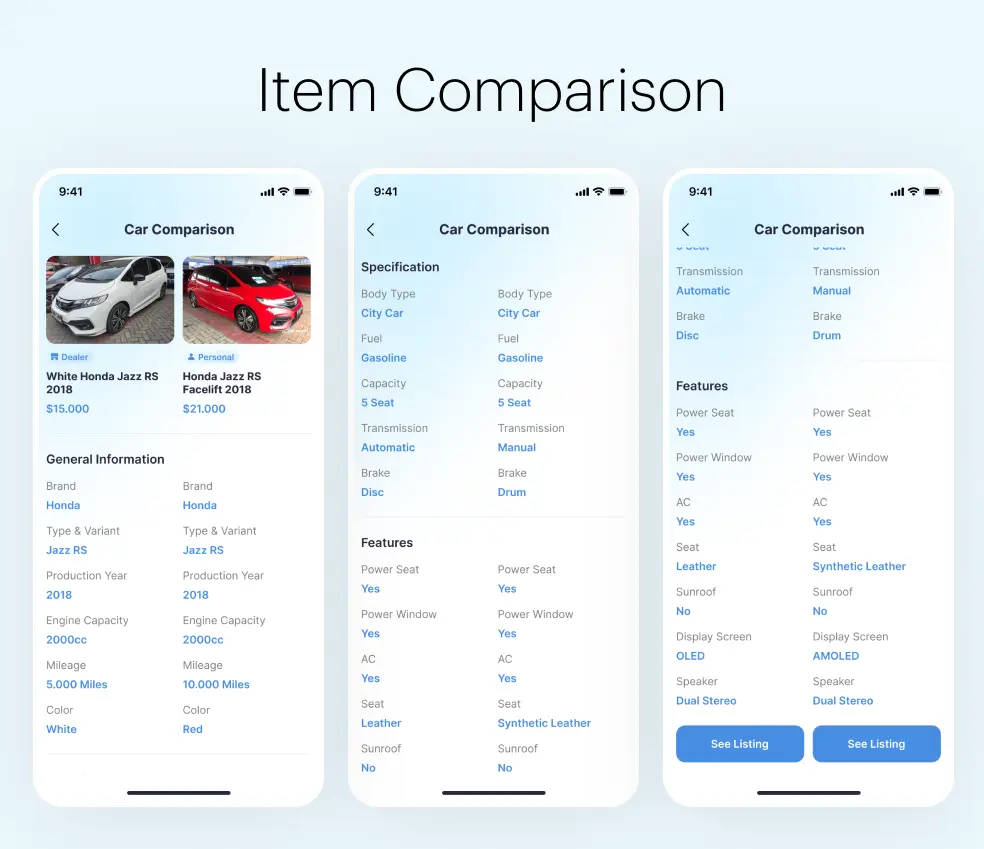 Item Comparison
9:41
Car Comparison
Dealer
Personal
White Honda Jazz RS
2018
Honda Jazz RS
Facelift 2018
$15.000
$21.000
General Information
Brand
Brand
Honda
Honda
Type & Variant
Type & Variant
Jazz RS
Jazz RS
Production Year
Production Year
2018
2018
Engine Capacity
Engine Capacity
2000cc
2000cc
Mileage
Mileage
5.000 Miles
10.000 Miles
Color
Color
White
Red
9:41
Car Comparison
Specification
Body Type
Body Type
City Car
City Car
Fuel
Fuel
Gasoline
Gasoline
Capacity
Capacity
5 Seat
5 Seat
Transmission
Transmission
Automatic
Manual
Brake
Brake
Disc
Drum
Features
Power Seat
Power Seat
Yes
Yes
Power Window
Power Window
Yes
Yes
AC
AC
Yes
Yes
Seat
Seat
Leather
Synthetic Leather
Sunroof
Sunroof
No
No
9:41
Car Comparison
5 Seat
5 Seat
Transmission
Transmission
Automatic
Manual
Brake
Brake
Disc
Drum
Features
Power Seat
Power Seat
Yes
Yes
Power Window
Power Window
Yes
Yes
AC
AC
Yes
Yes
Seat
Seat
Leather
Synthetic Leather
Sunroof
Sunroof
No
No
Display Screen
Display Screen
OLED
AMOLED
Speaker
Speaker
Dual Stereo
Dual Stereo
See Listing
See Listing